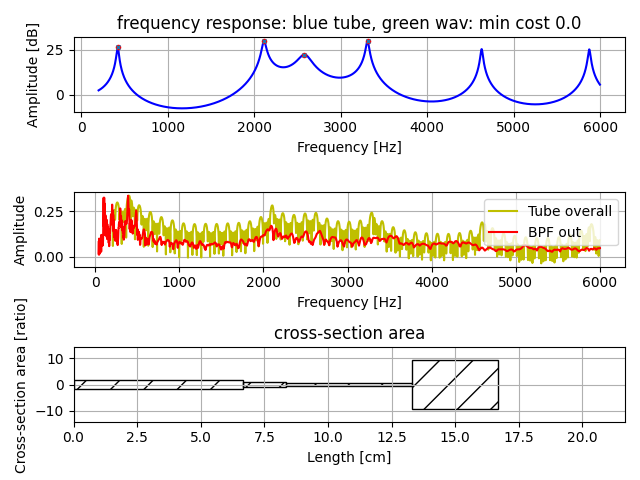 frequency response: blue tube, green wav: min cost 0.0
Amplitude [dB]
25
0
0 1000 2000 3000 4000 5000 6000
Frequency [Hz]
Amplitude
0.25
0.00
Tube overall
BPF out
0 1000 2000 3000 4000 5000 6000
Frequency [Hz]
cross-section area
Cross-section area [ratio]
10
0
−10
0.0 2.5 5.0 7.5 10.0 12.5 15.0 17.5 20.0
Length [cm]